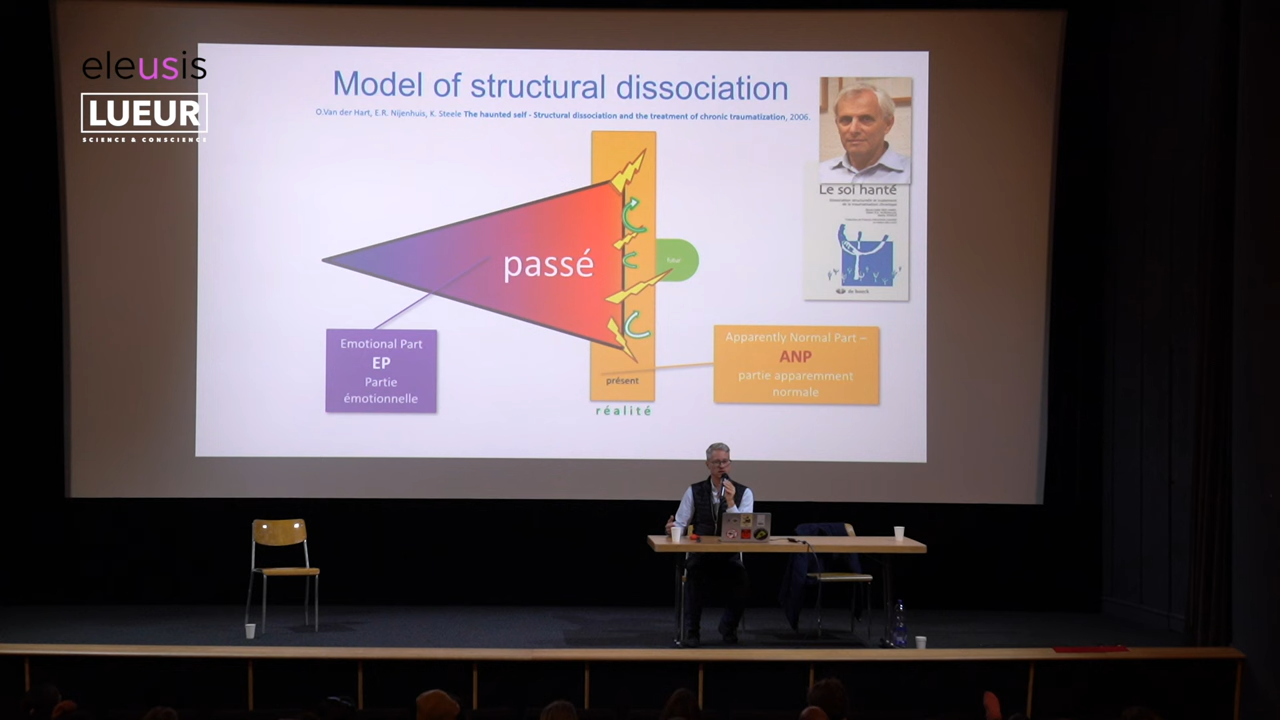 eleusis
LUEUR
SCIENCE & CONSCIENCE
Model of structural dissociation
O.Van der Hart, E.R. Nijenhuis, K. Steele The haunted self - Structural dissociation and the treatment of chronic traumatization, 2006.
Le soi hanté
passé
Emotional Part
EP
Partie
émotionnelle
Apparently Normal Part –
ANP
partie apparemment
normale
présent
réalité